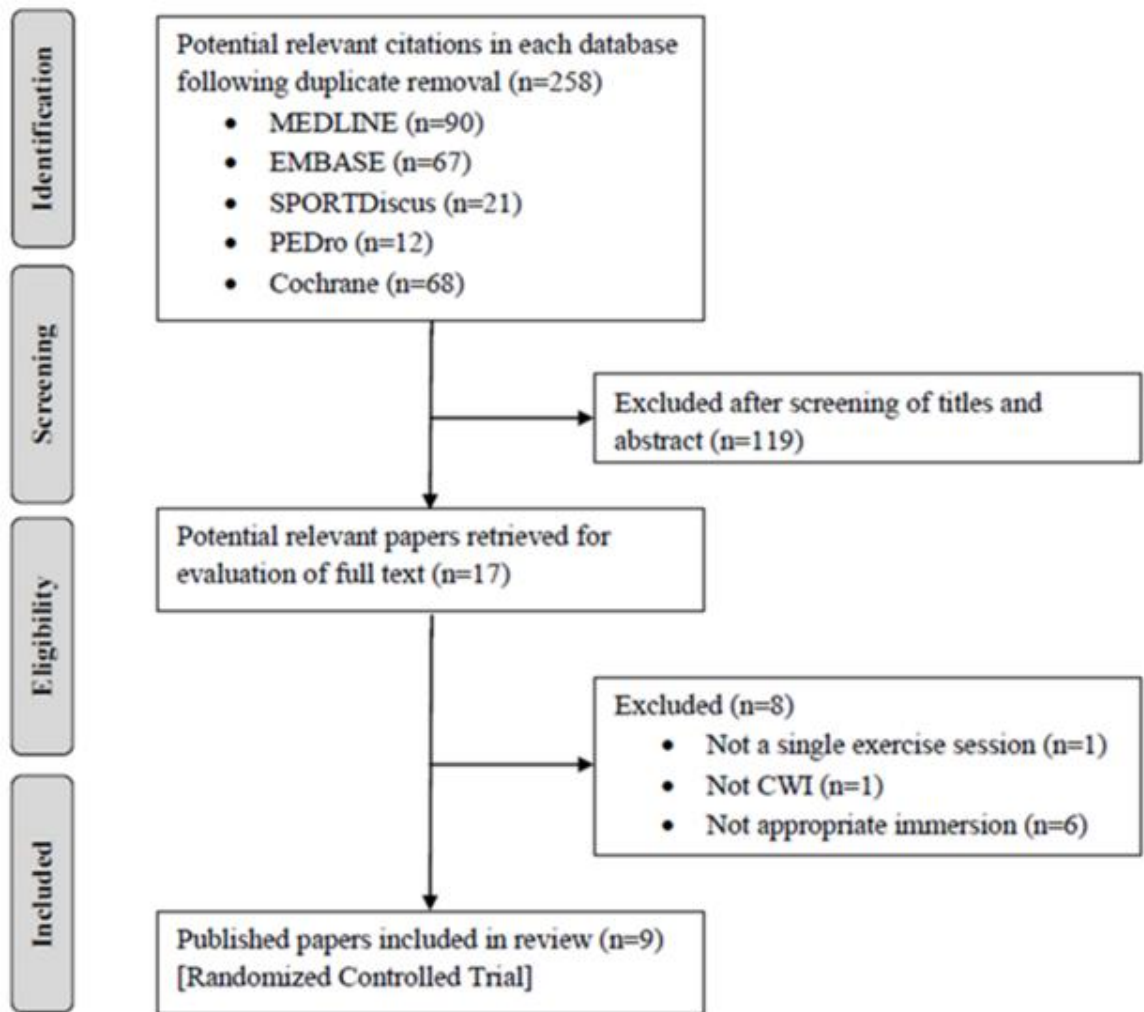 Identification
Potential relevant citations in each database
following duplicate removal (n=258)
• MEDLINE (n=90)
• EMBASE (n=67)
• SPORTDiscus (n=21)
• PEDro (n=12)
• Cochrane (n=68)
Screening
Excluded after screening of titles and
abstract (n=119)
Eligibility
Potential relevant papers retrieved for
evaluation of full text (n=17)
Excluded (n=8)
• Not a single exercise session (n=1)
• Not CWI (n=1)
• Not appropriate immersion (n=6)
Included
Published papers included in review (n=9)
[Randomized Controlled Trial]